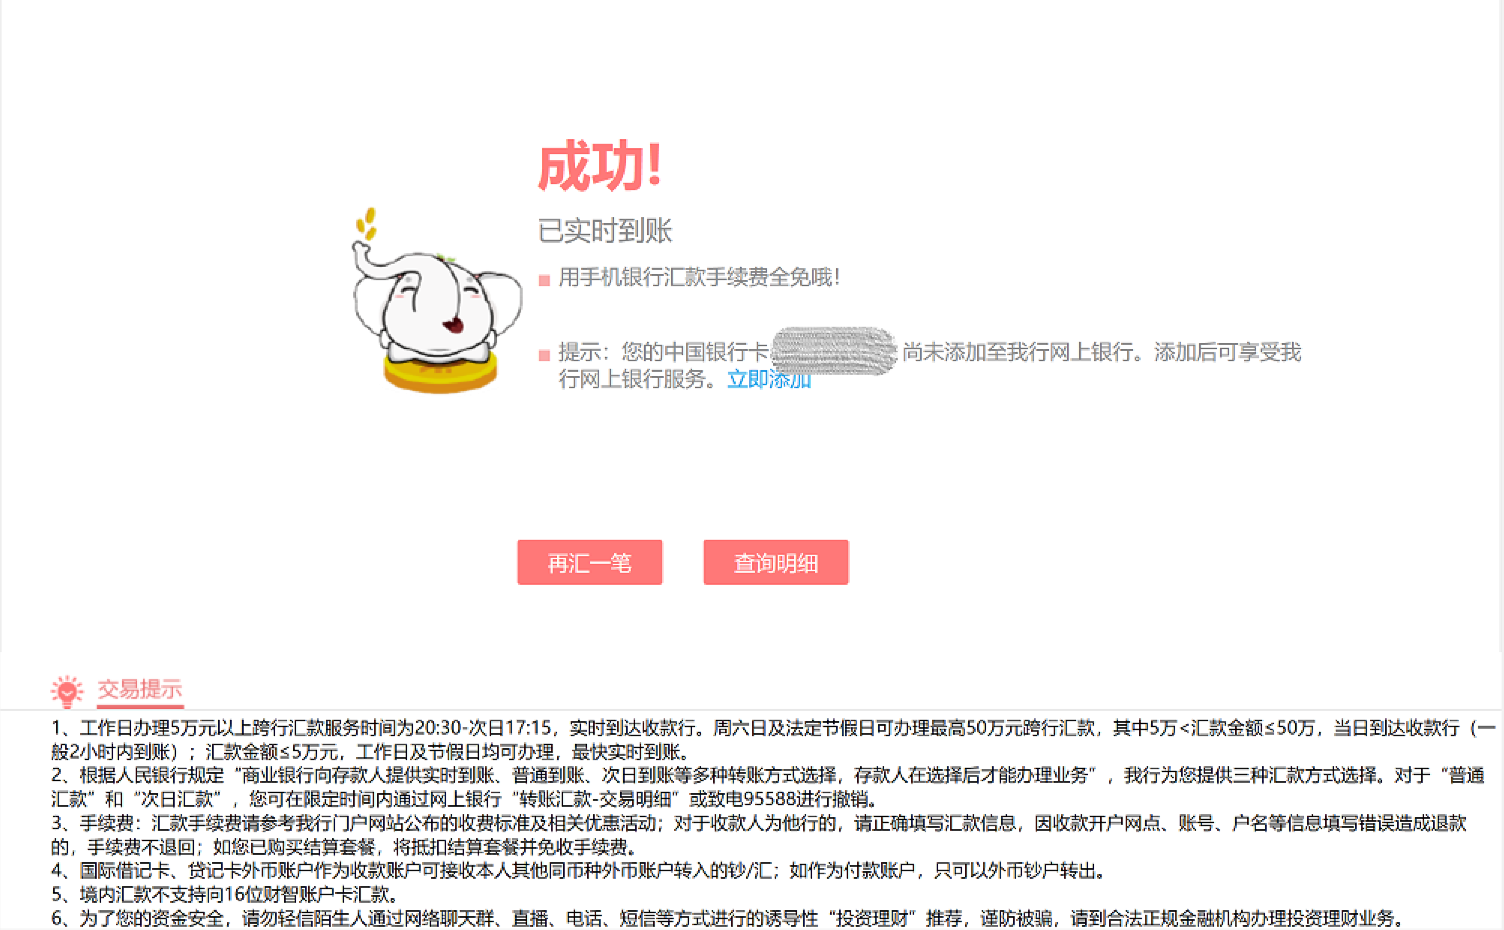 成功!
已实时到账
用手机银行汇款手续费全免哦!
提示：您的中国银行卡 尚未添加至我行网上银行。添加后可享受我
行网上银行服务。立即添加
再汇一笔 查询明细
交易提示
1、工作日办理5万元以上跨行汇款服务时间为20:30-次日17:15，实时到达收款行。周六日及法定节假日可办理最高50万元跨行汇款，其中5万<汇款金额≤50万，当日到达收款行（一
般2小时内到账）；汇款金额≤5万元，工作日及节假日均可办理，最快实时到账。
2、根据人民银行规定“商业银行向存款人提供实时到账、普通到账、次日到账等多种转账方式选择，存款人在选择后才能办理业务”，我行为您提供三种汇款方式选择。对于“普通
汇款”和“次日汇款”，您可在限定时间内通过网上银行“转账汇款-交易明细”或致电95588进行撤销。
3、手续费：汇款手续费请参考我行门户网站公布的收费标准及相关优惠活动；对于收款人为他行的，请正确填写汇款信息，因收款开户网点、账号、户名等信息填写错误造成退款
的，手续费不退回；如您已购买结算套餐，将抵扣结算套餐并免收手续费。
4、国际借记卡、贷记卡外币账户作为收款账户可接收本人其他同币种外币账户转入的钞/汇；如作为付款账户，只可以外币钞户转出。
5、境内汇款不支持向16位财智账户卡汇款。
6、为了您的资金安全，请勿轻信陌生人通过网络聊天群、直播、电话、短信等方式进行的诱导性“投资理财”推荐，谨防被骗，请到合法正规金融机构办理投资理财业务。